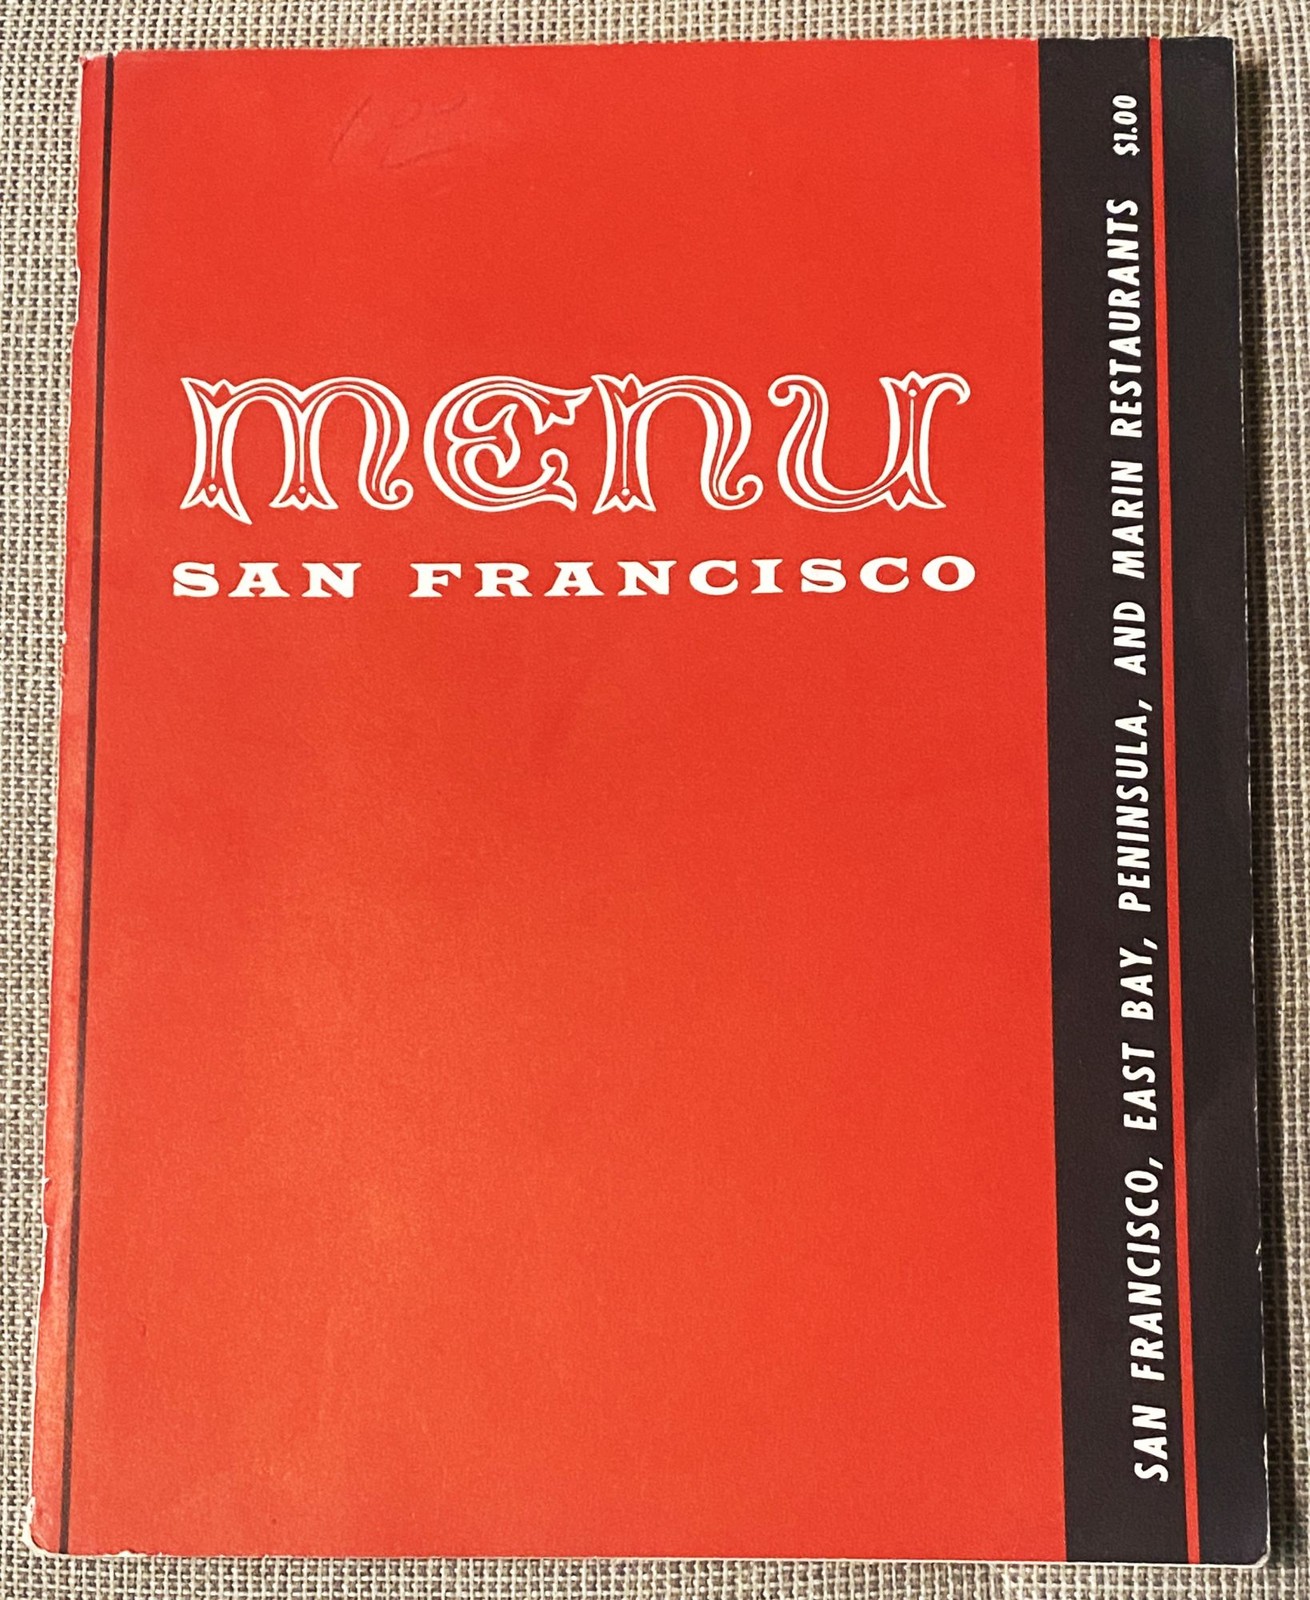 menu
SAN FRANCISCO
SAN FRANCISCO, EAST BAY, PENINSULA, AND MARIN RESTAURANTS $1.00